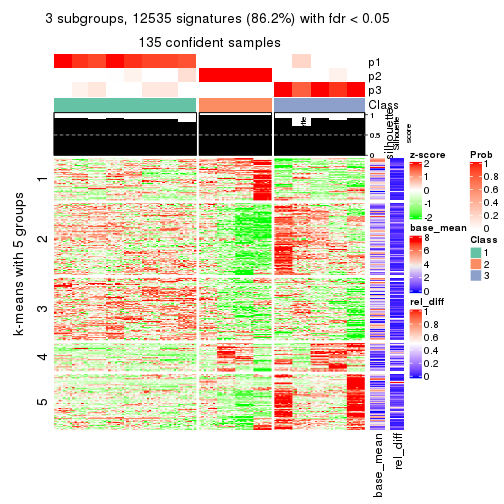 3 subgroups, 12535 signatures (86.2%) with fdr < 0.05
135 confident samples
p1
p2
p3
Class
1
0.5
0
silhouette
Silhouette
score
k-means with 5 groups
1
2
3
4
5
base_mean
rel_diff
z-score
2
1
0
-1
-2
base_mean
8
6
4
2
0
rel_diff
1
0.8
0.6
0.4
0.2
0
Prob
1
0.8
0.6
0.4
0.2
0
Class
1
2
3